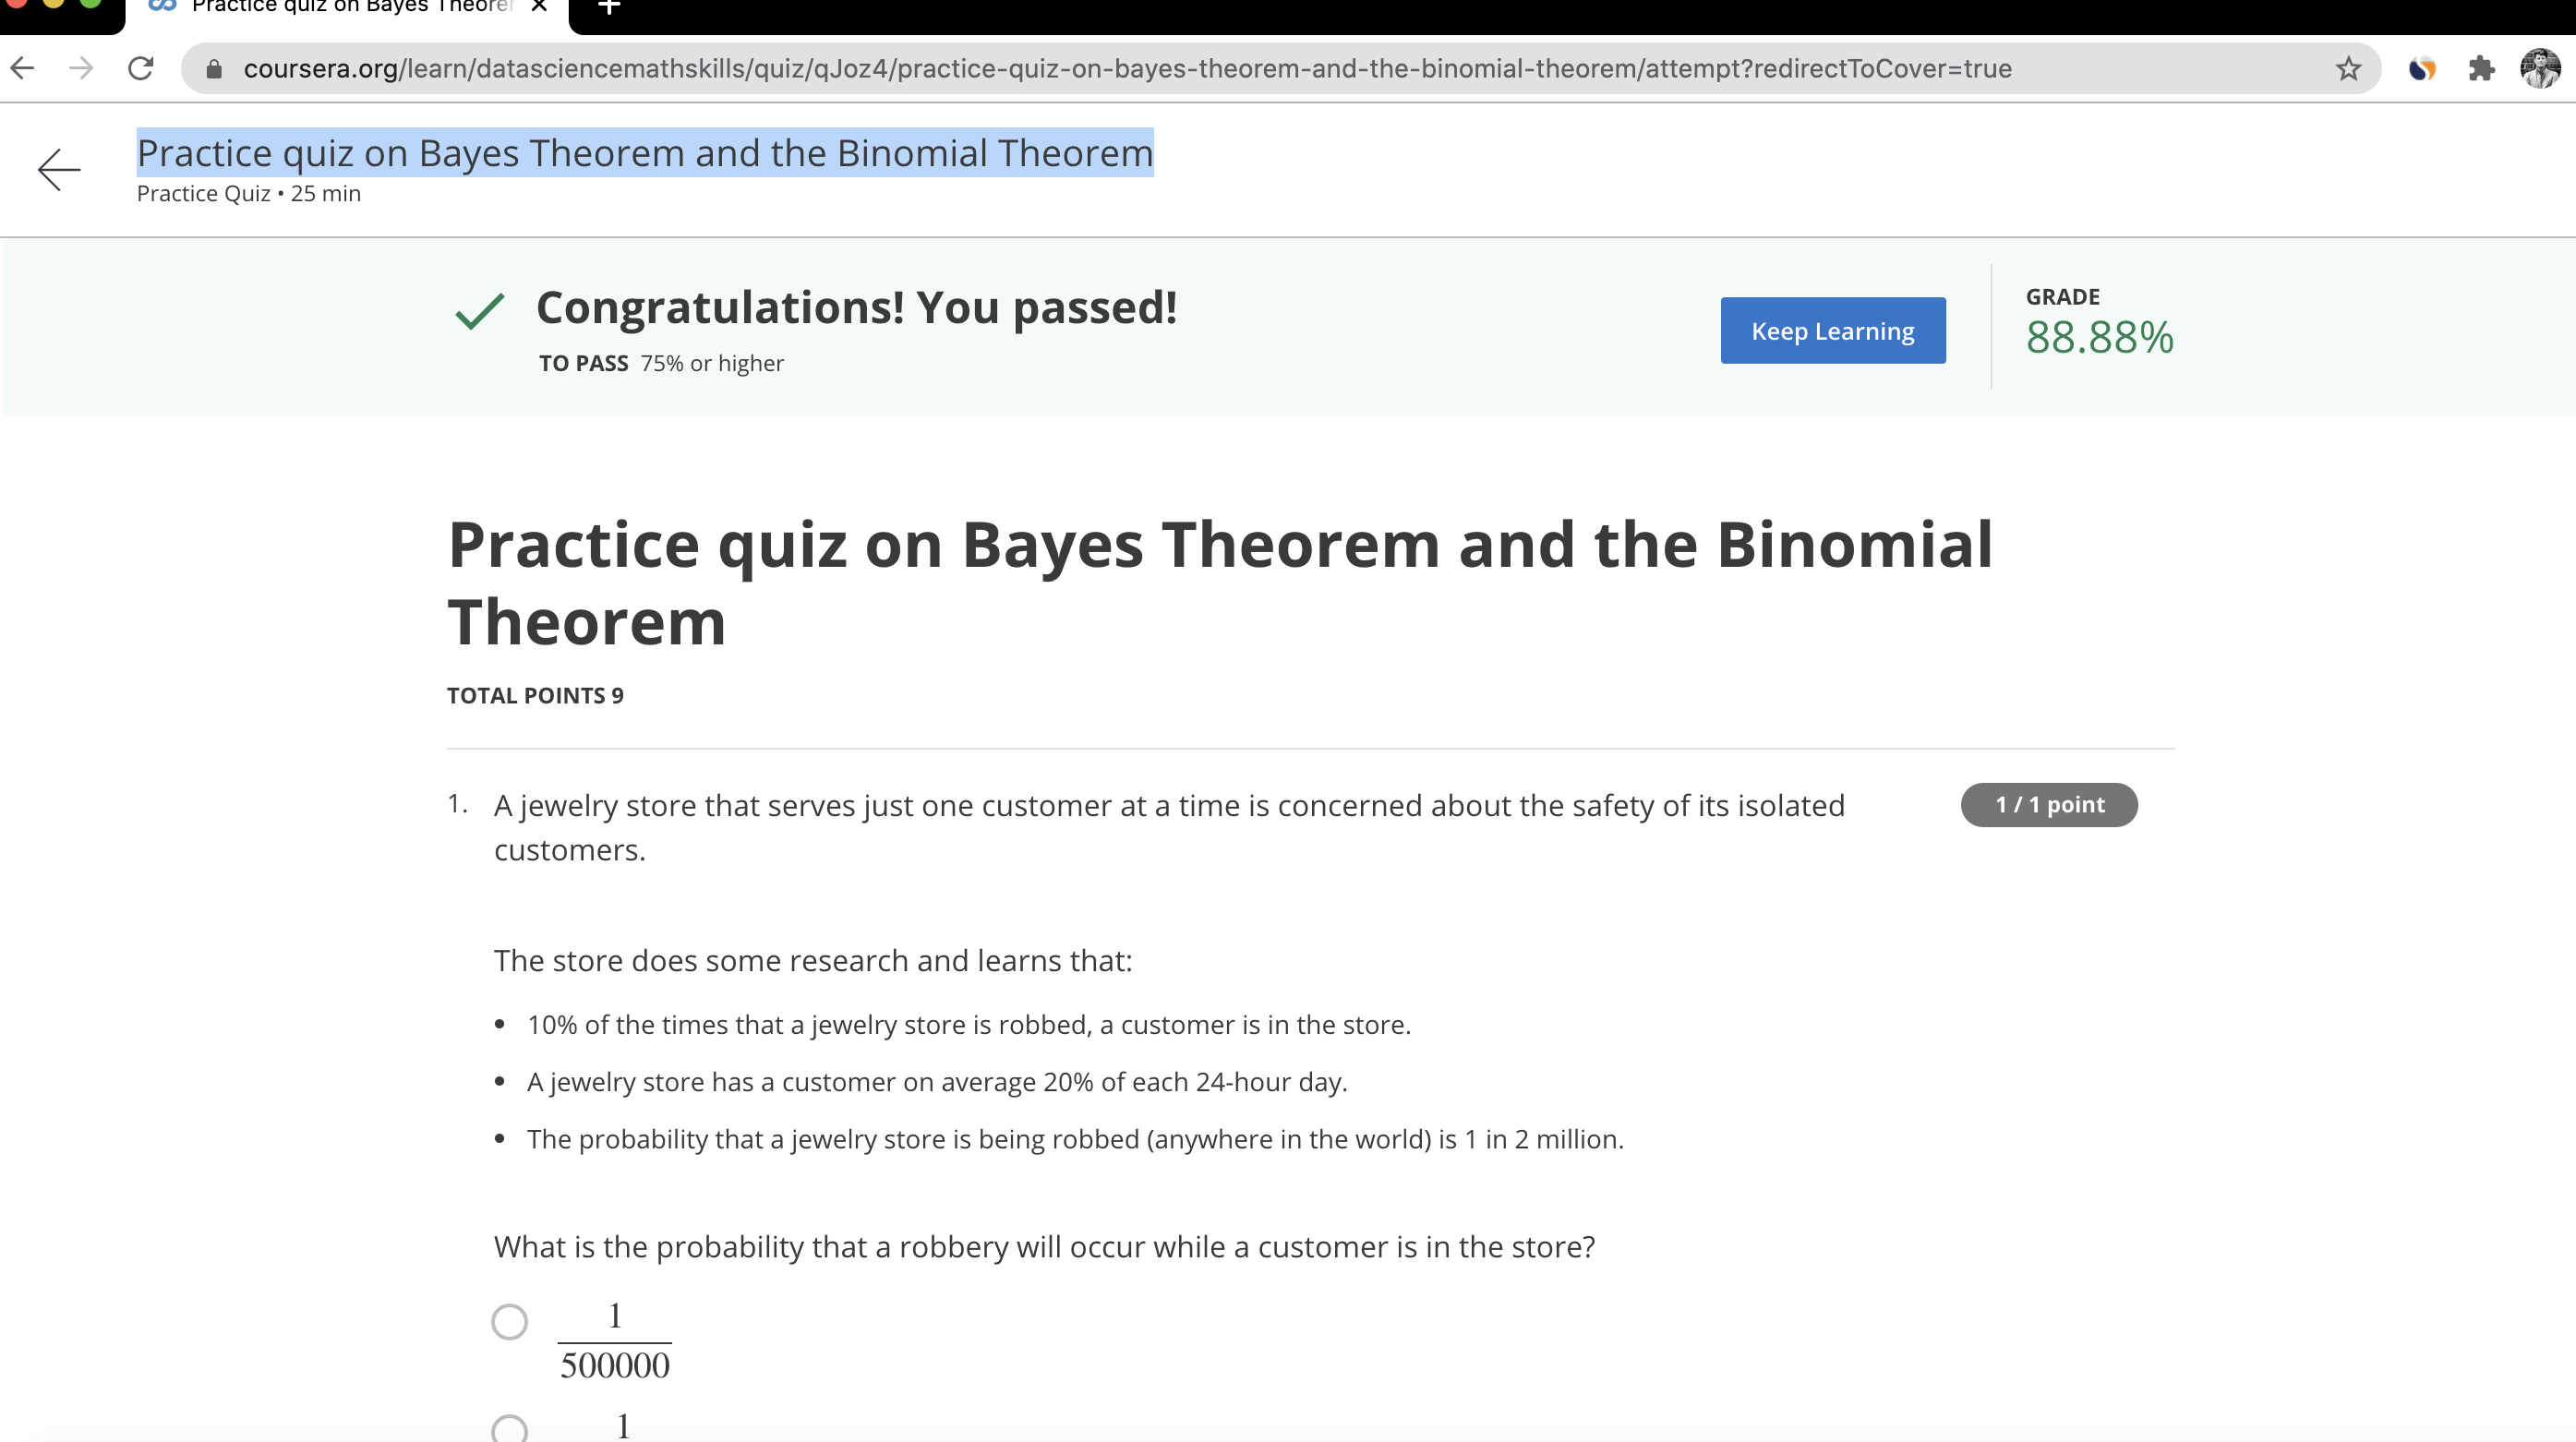 Practice quiz on Bayes Theorer
coursera.org/learn/datasciencemathskills/quiz/qJoz4/practice-quiz-on-bayes-theorem-and-the-binomial-theorem/attempt?redirectToCover=true
Practice quiz on Bayes Theorem and the Binomial Theorem
Practice Quiz • 25 min
Congratulations! You passed!
TO PASS 75% or higher
Keep Learning
GRADE
88.88%
Practice quiz on Bayes Theorem and the Binomial
Theorem
TOTAL POINTS 9
1. A jewelry store that serves just one customer at a time is concerned about the safety of its isolated
customers.
1 / 1 point
The store does some research and learns that:
• 10% of the times that a jewelry store is robbed, a customer is in the store.
• A jewelry store has a customer on average 20% of each 24-hour day.
• The probability that a jewelry store is being robbed (anywhere in the world) is 1 in 2 million.
What is the probability that a robbery will occur while a customer is in the store?
1
500000
1